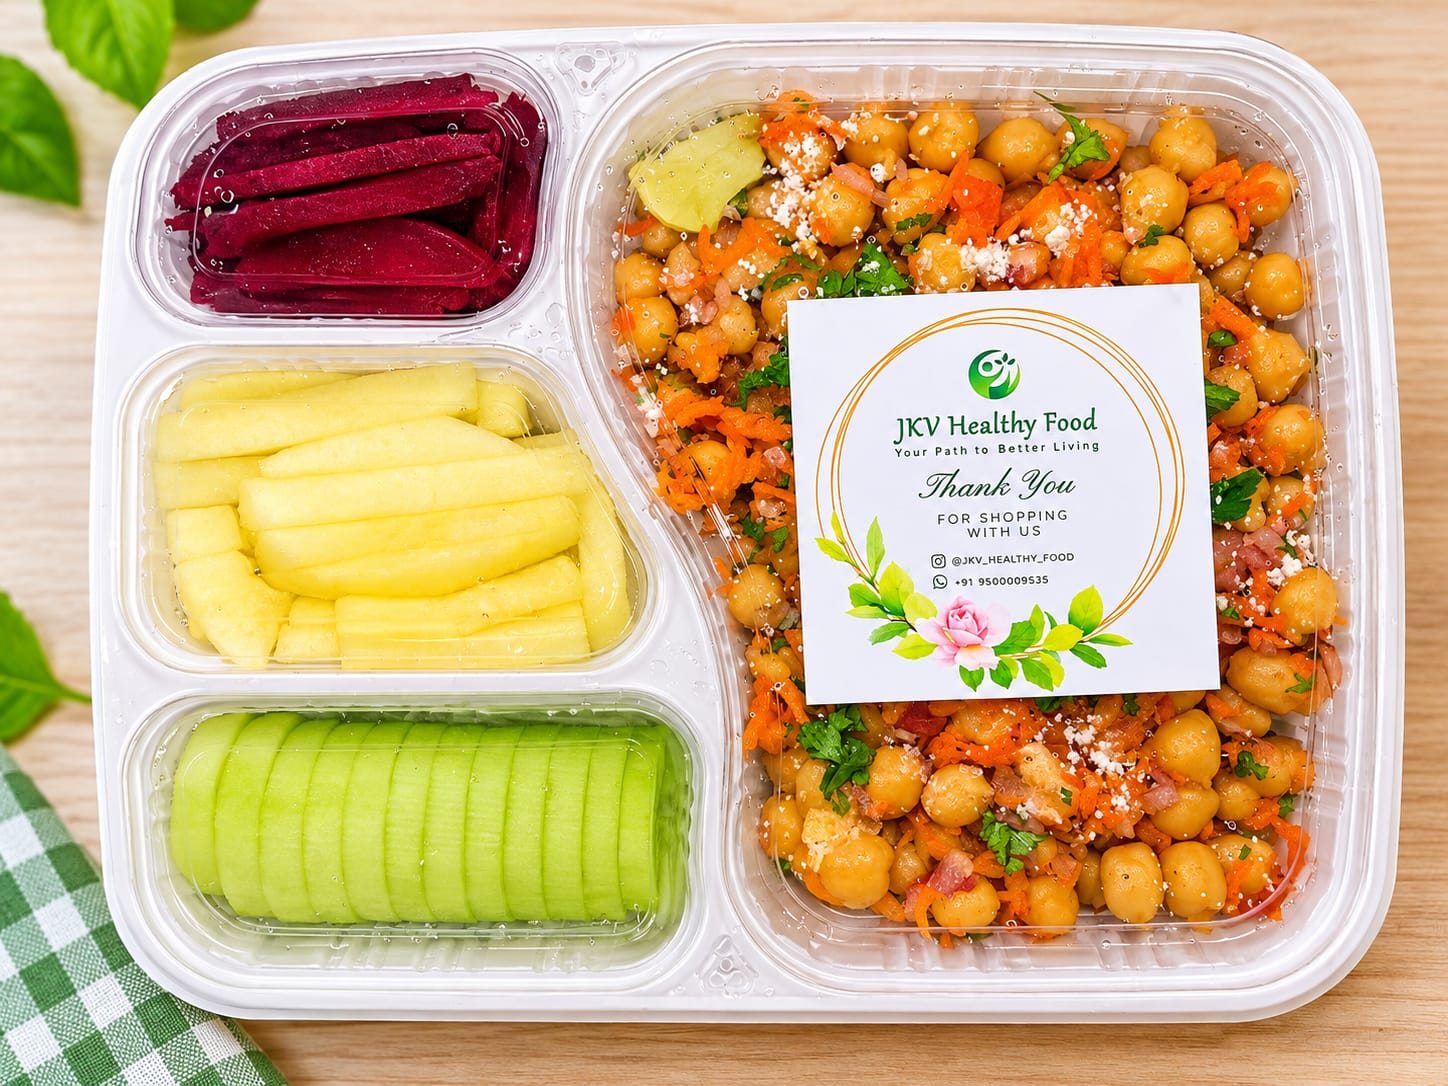 JKV Healthy Food
Your Path to Better Living
Thank You
FOR SHOPPING
WITH US
@JKV_HEALTHY_FOOD
+91 9500009535